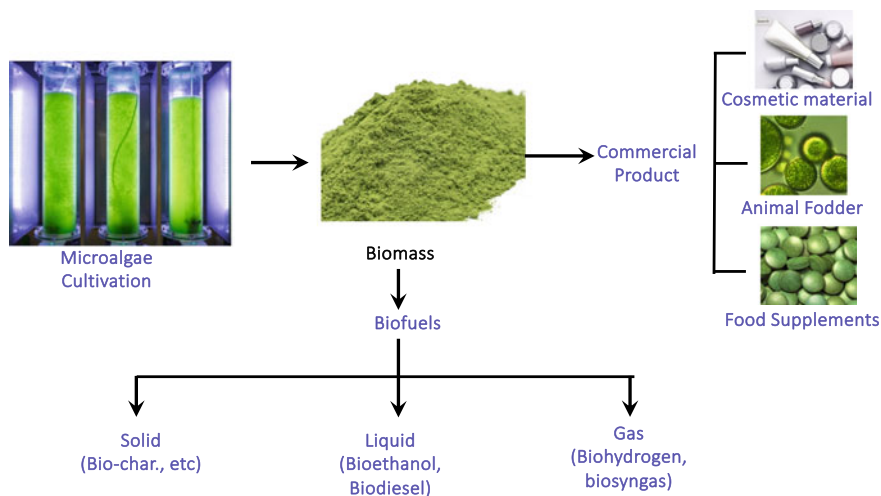 Microalgae
Cultivation
Biomass
Commercial
Product
Cosmetic material
Animal Fodder
Food Supplements
Biofuels
Solid
(Bio-char., etc)
Liquid
(Bioethanol,
Biodiesel)
Gas
(Biohydrogen,
biosyngas)